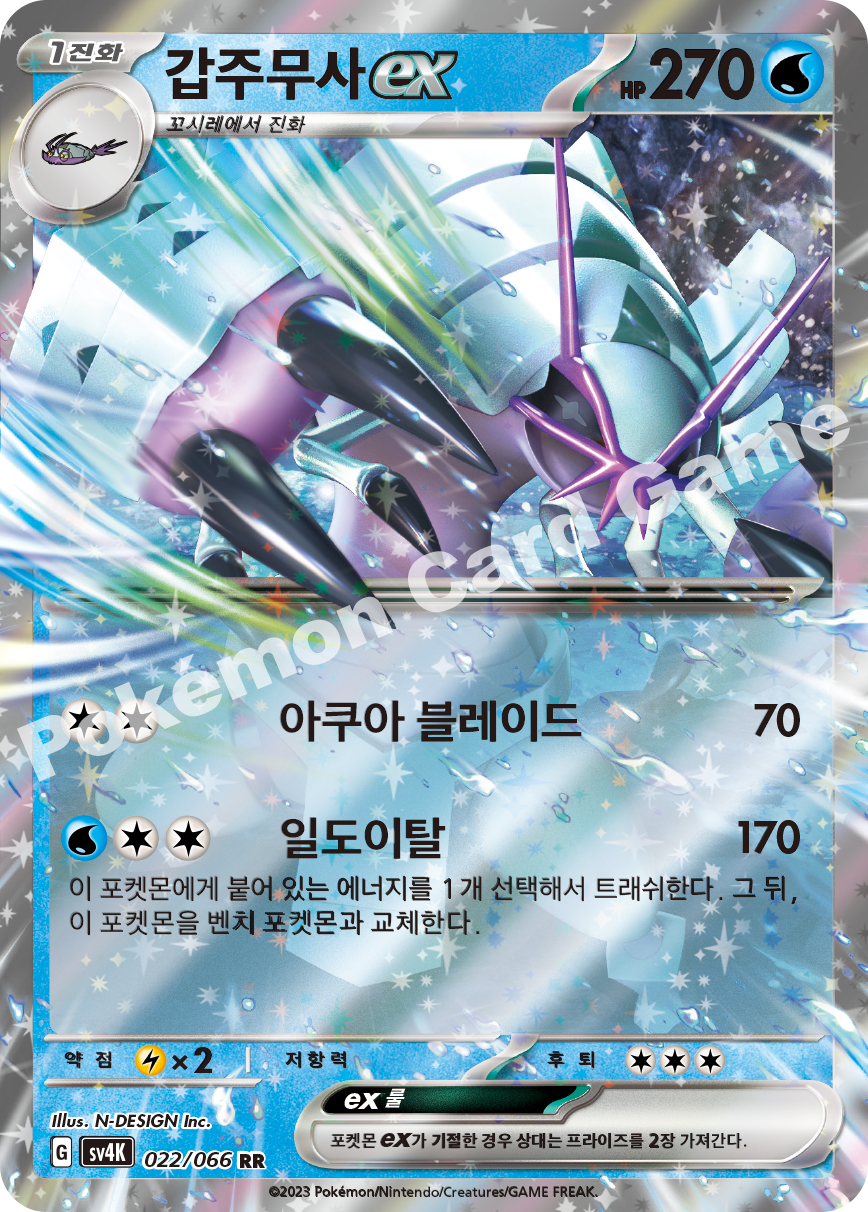 1진화
갑주무사 ex HP 270
꼬시레에서 진화
Pokémon Card Game
아쿠아 블레이드 70
일도이탈 170
이 포켓몬에게 붙어 있는 에너지를 1개 선택해서 트래쉬한다. 그 뒤,
이 포켓몬을 벤치 포켓몬과 교체한다.
약점 ×2 저항력 후퇴
ex 룰
포켓몬 ex가 기절한 경우 상대는 프라이즈를 2장 가져간다.
Illus. N-DESIGN Inc.
G sv4K 022/066 RR
©2023 Pokémon/Nintendo/Creatures/GAME FREAK.